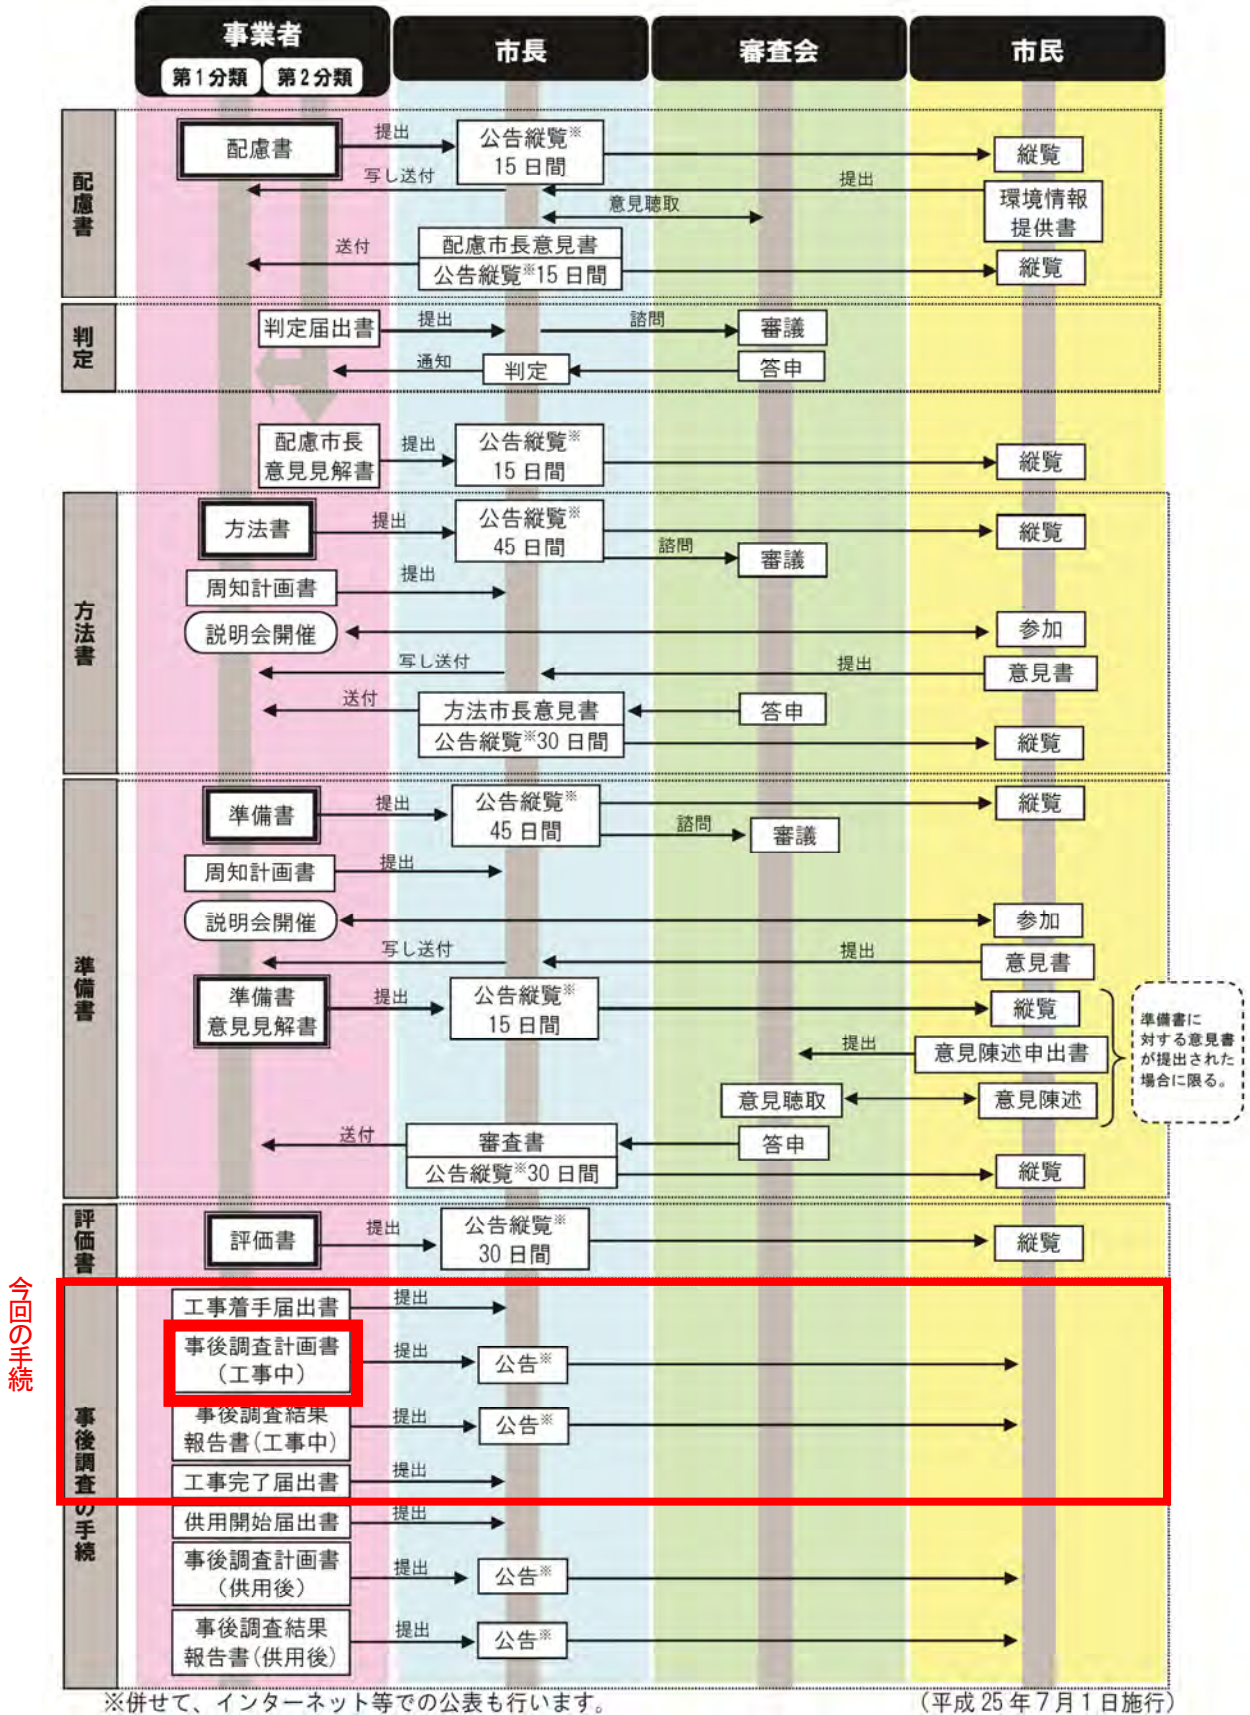 事業者
第1分類 第2分類
市長
審査会
市民
配慮書
配慮書
提出
公告縦覧※
15日間
縦覧
写し送付
提出
環境情報
提供書
意見聴取
送付
配慮市長意見書
公告縦覧※15日間
縦覧
判定
判定届出書
提出
諮問
審議
通知
判定
答申
配慮市長
意見見解書
提出
公告縦覧※
15日間
縦覧
方法書
方法書
提出
公告縦覧※
45日間
縦覧
諮問
審議
周知計画書
提出
説明会開催
参加
写し送付
提出
意見書
送付
方法市長意見書
答申
公告縦覧※30日間
縦覧
準備書
準備書
提出
公告縦覧※
45日間
縦覧
諮問
審議
周知計画書
提出
説明会開催
参加
写し送付
提出
意見書
準備書
意見見解書
提出
公告縦覧※
15日間
縦覧
提出
意見陳述申出書
意見聴取
意見陳述
準備書に
対する意見書
が提出された
場合に限る。
送付
審査書
答申
公告縦覧※30日間
縦覧
評価書
評価書
提出
公告縦覧※
30日間
縦覧
今回の手続
事後調査の手続
工事着手届出書
提出
事後調査計画書
（工事中）
提出
公告※
事後調査結果
報告書（工事中）
提出
公告※
工事完了届出書
提出
供用開始届出書
提出
事後調査計画書
（供用後）
提出
公告※
事後調査結果
報告書（供用後）
提出
公告※
※併せて、インターネット等での公表も行います。
（平成25年7月1日施行）